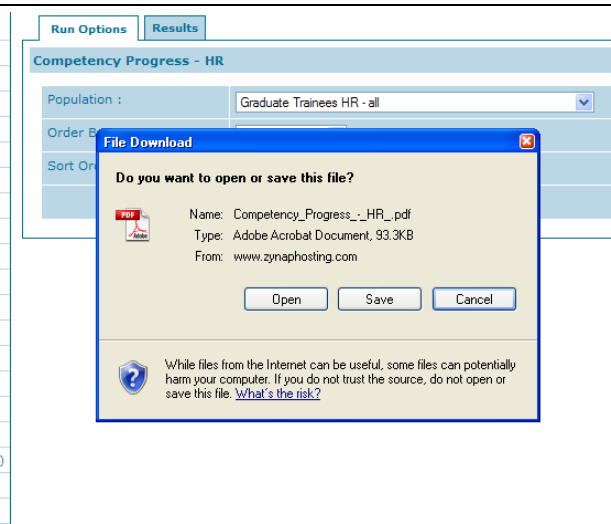 Run Options
Results
Competency Progress - HR
Population :
Graduate Trainees HR - all
Order B
Sort Or
File Download
Do you want to open or save this file?
PDF
Adobe
Name: Competency_Progress_-_HR_.pdf
Type: Adobe Acrobat Document, 93.3KB
From: www.zynaphosting.com
Open
Save
Cancel
While files from the Internet can be useful, some files can potentially
harm your computer. If you do not trust the source, do not open or
save this file. What's the risk?
)